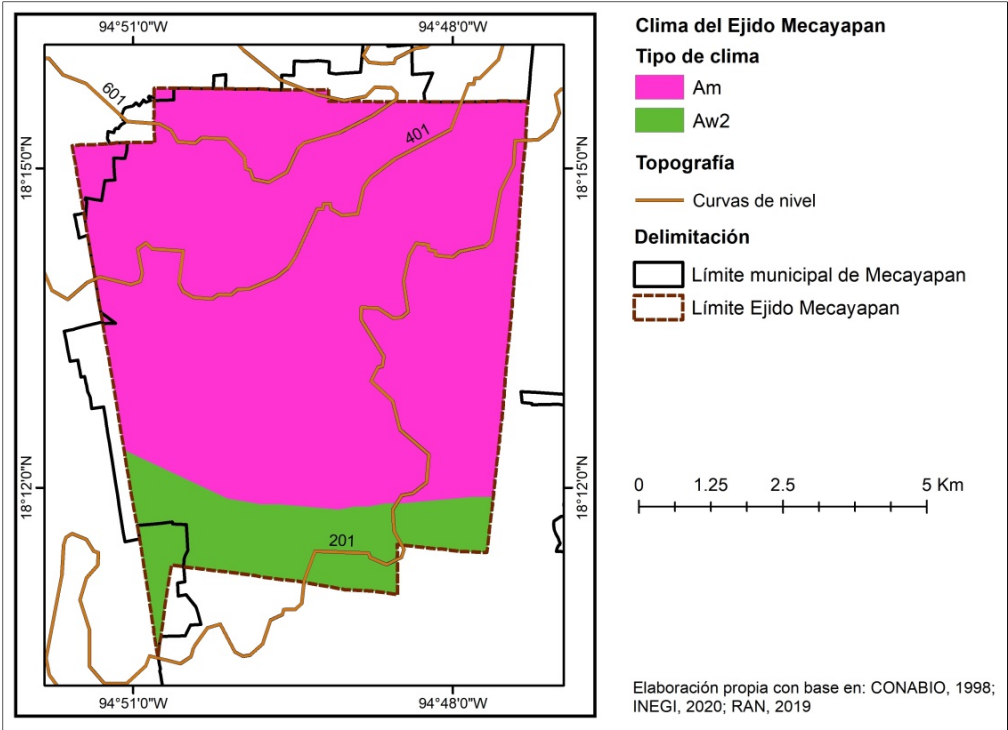 94°51'0"W
94°48'0"W
18°15'0"N
18°15'0"N
601
401
18°12'0"N
18°12'0"N
201
94°51'0"W
94°48'0"W
Clima del Ejido Mecayapan
Tipo de clima
Am
Aw2
Topografía
Curvas de nivel
Delimitación
Límite municipal de Mecayapan
Límite Ejido Mecayapan
0 1.25 2.5 5 Km
Elaboración propia con base en: CONABIO, 1998;
INEGI, 2020; RAN, 2019